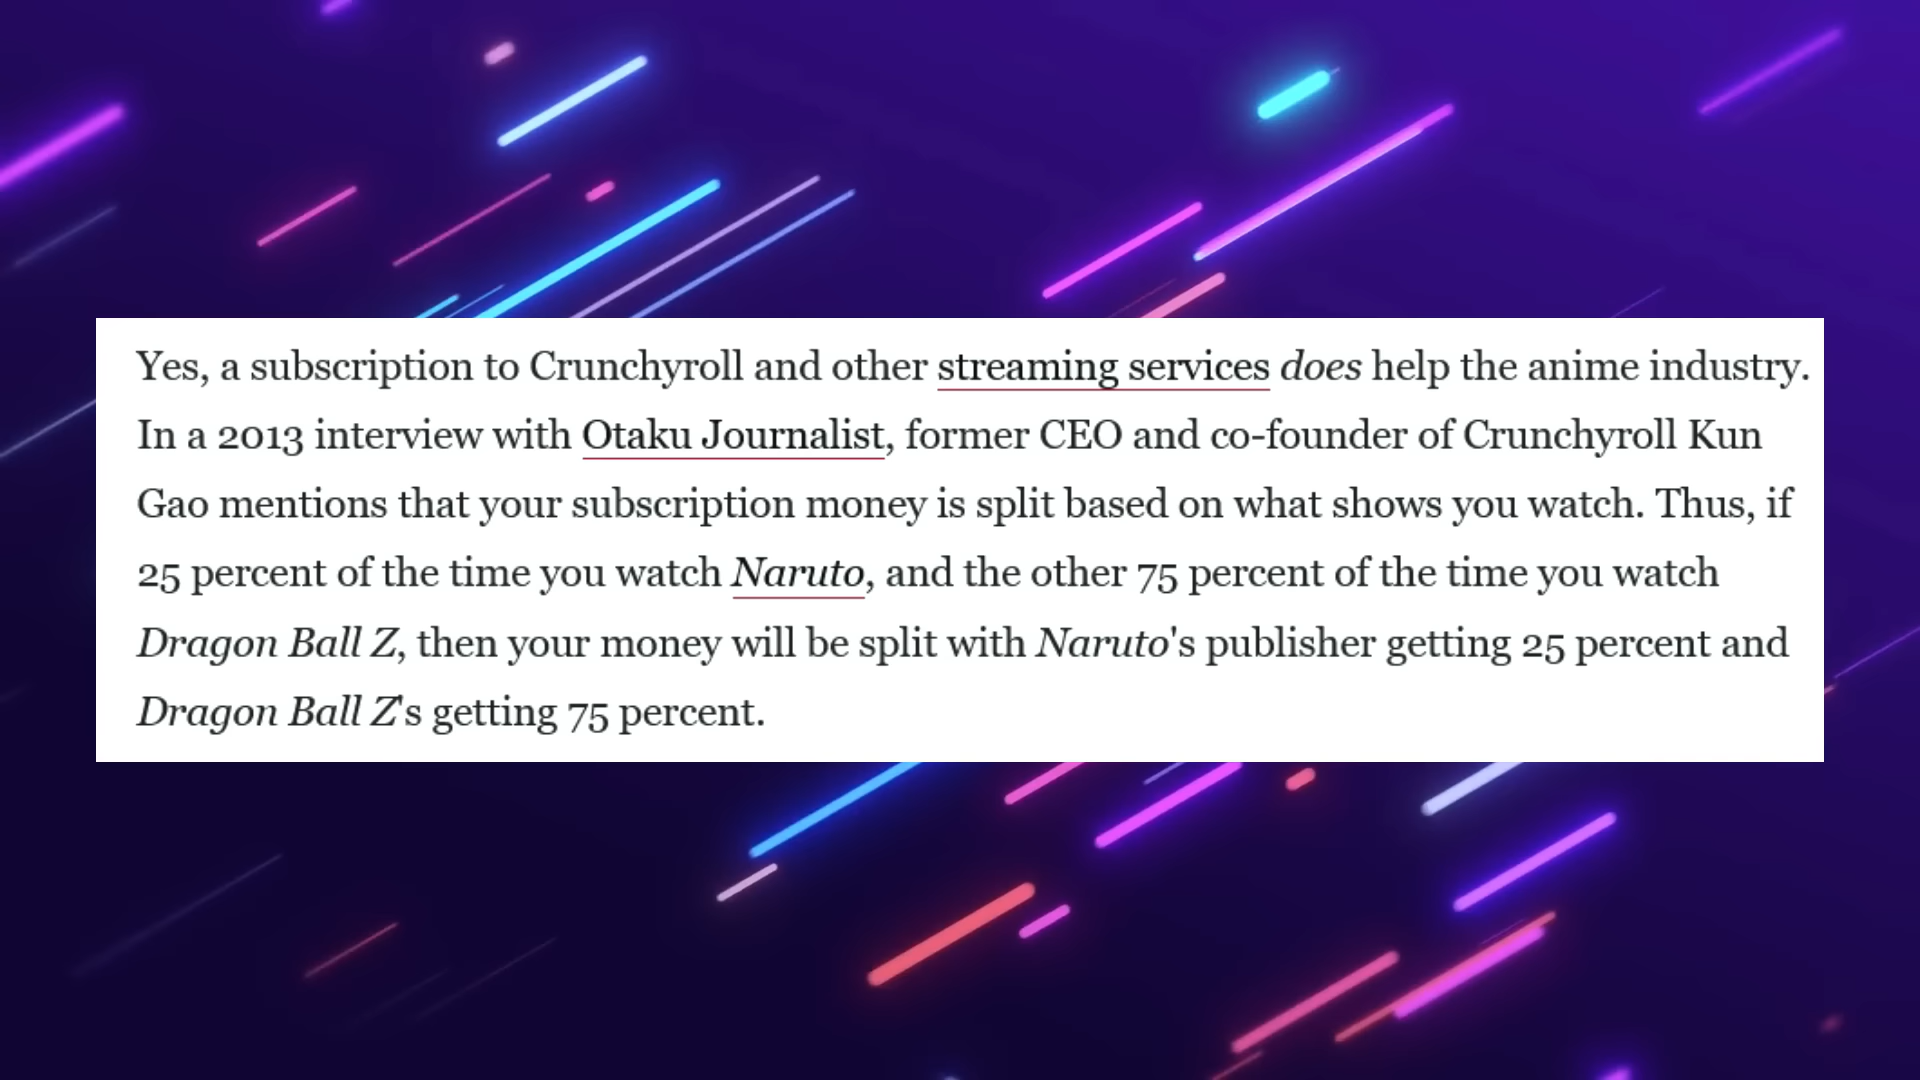 Yes, a subscription to Crunchyroll and other streaming services does help the anime industry.
In a 2013 interview with Otaku Journalist, former CEO and co-founder of Crunchyroll Kun
Gao mentions that your subscription money is split based on what shows you watch. Thus, if
25 percent of the time you watch Naruto, and the other 75 percent of the time you watch
Dragon Ball Z, then your money will be split with Naruto's publisher getting 25 percent and
Dragon Ball Z's getting 75 percent.